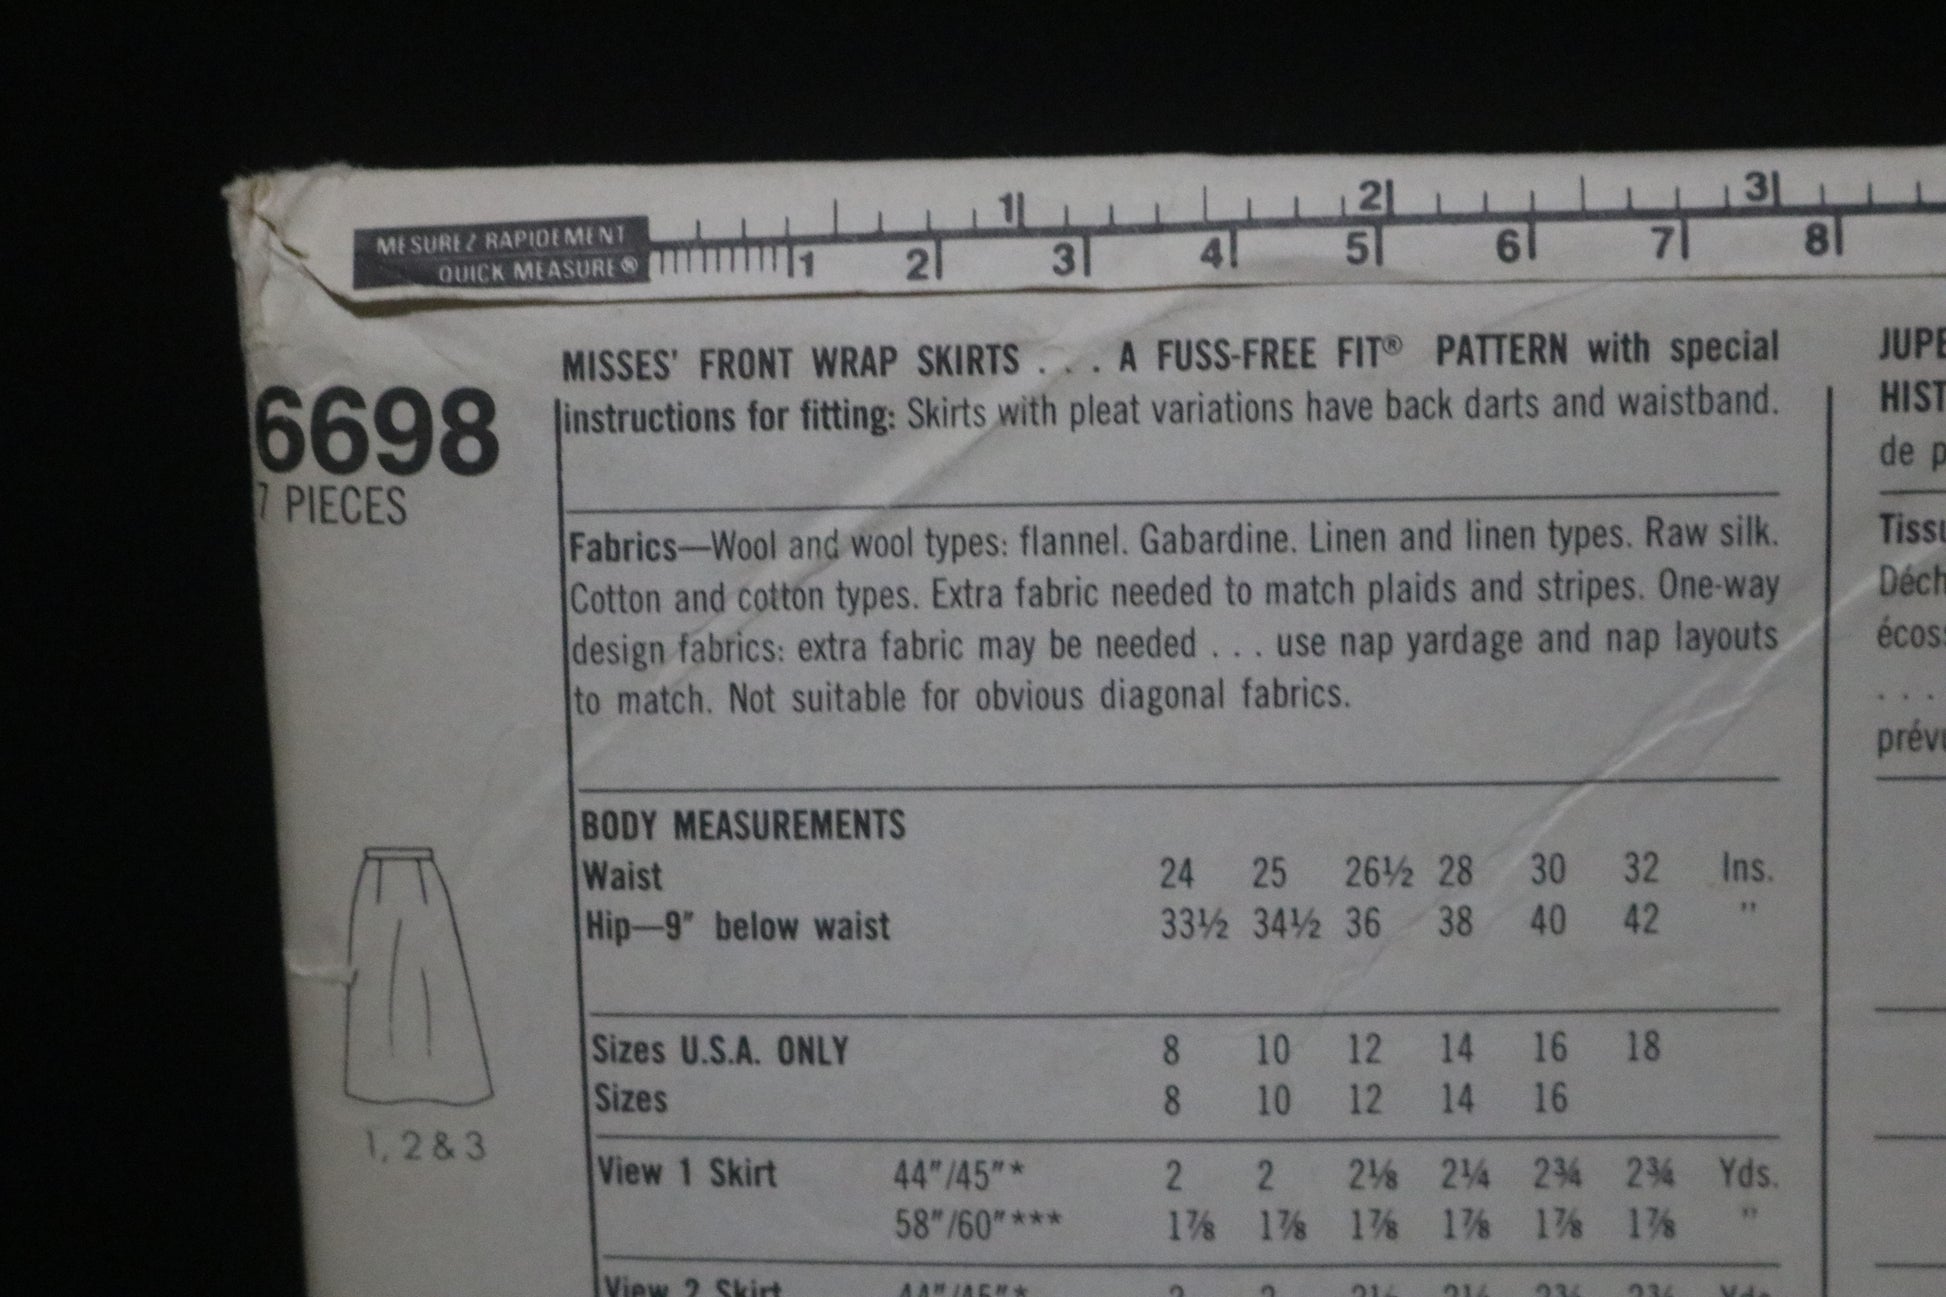 MESUREZ RAPIDEMENT
QUICK MEASURE®
1 2 3
1 2 3 4 5 6 7 8
6698
7 PIECES
MISSES' FRONT WRAP SKIRTS . . . A FUSS-FREE FIT® PATTERN with special
instructions for fitting: Skirts with pleat variations have back darts and waistband.
Fabrics—Wool and wool types: flannel. Gabardine. Linen and linen types. Raw silk.
Cotton and cotton types. Extra fabric needed to match plaids and stripes. One-way
design fabrics: extra fabric may be needed . . . use nap yardage and nap layouts
to match. Not suitable for obvious diagonal fabrics.
BODY MEASUREMENTS
Waist 24 25 26½ 28 30 32 Ins.
Hip—9" below waist 33½ 34½ 36 38 40 42 "
Sizes U.S.A. ONLY 8 10 12 14 16 18
Sizes 8 10 12 14 16
View 1 Skirt 44"/45"* 2 2 2⅛ 2¼ 2¾ 2¾ Yds.
58"/60"*** 1⅞ 1⅞ 1⅞ 1⅞ 1⅞ 1⅞ "
View 2 Skirt
1, 2 & 3
JUPE
HIST
de p
Tissu
Déch
écoss
. . .
prévu